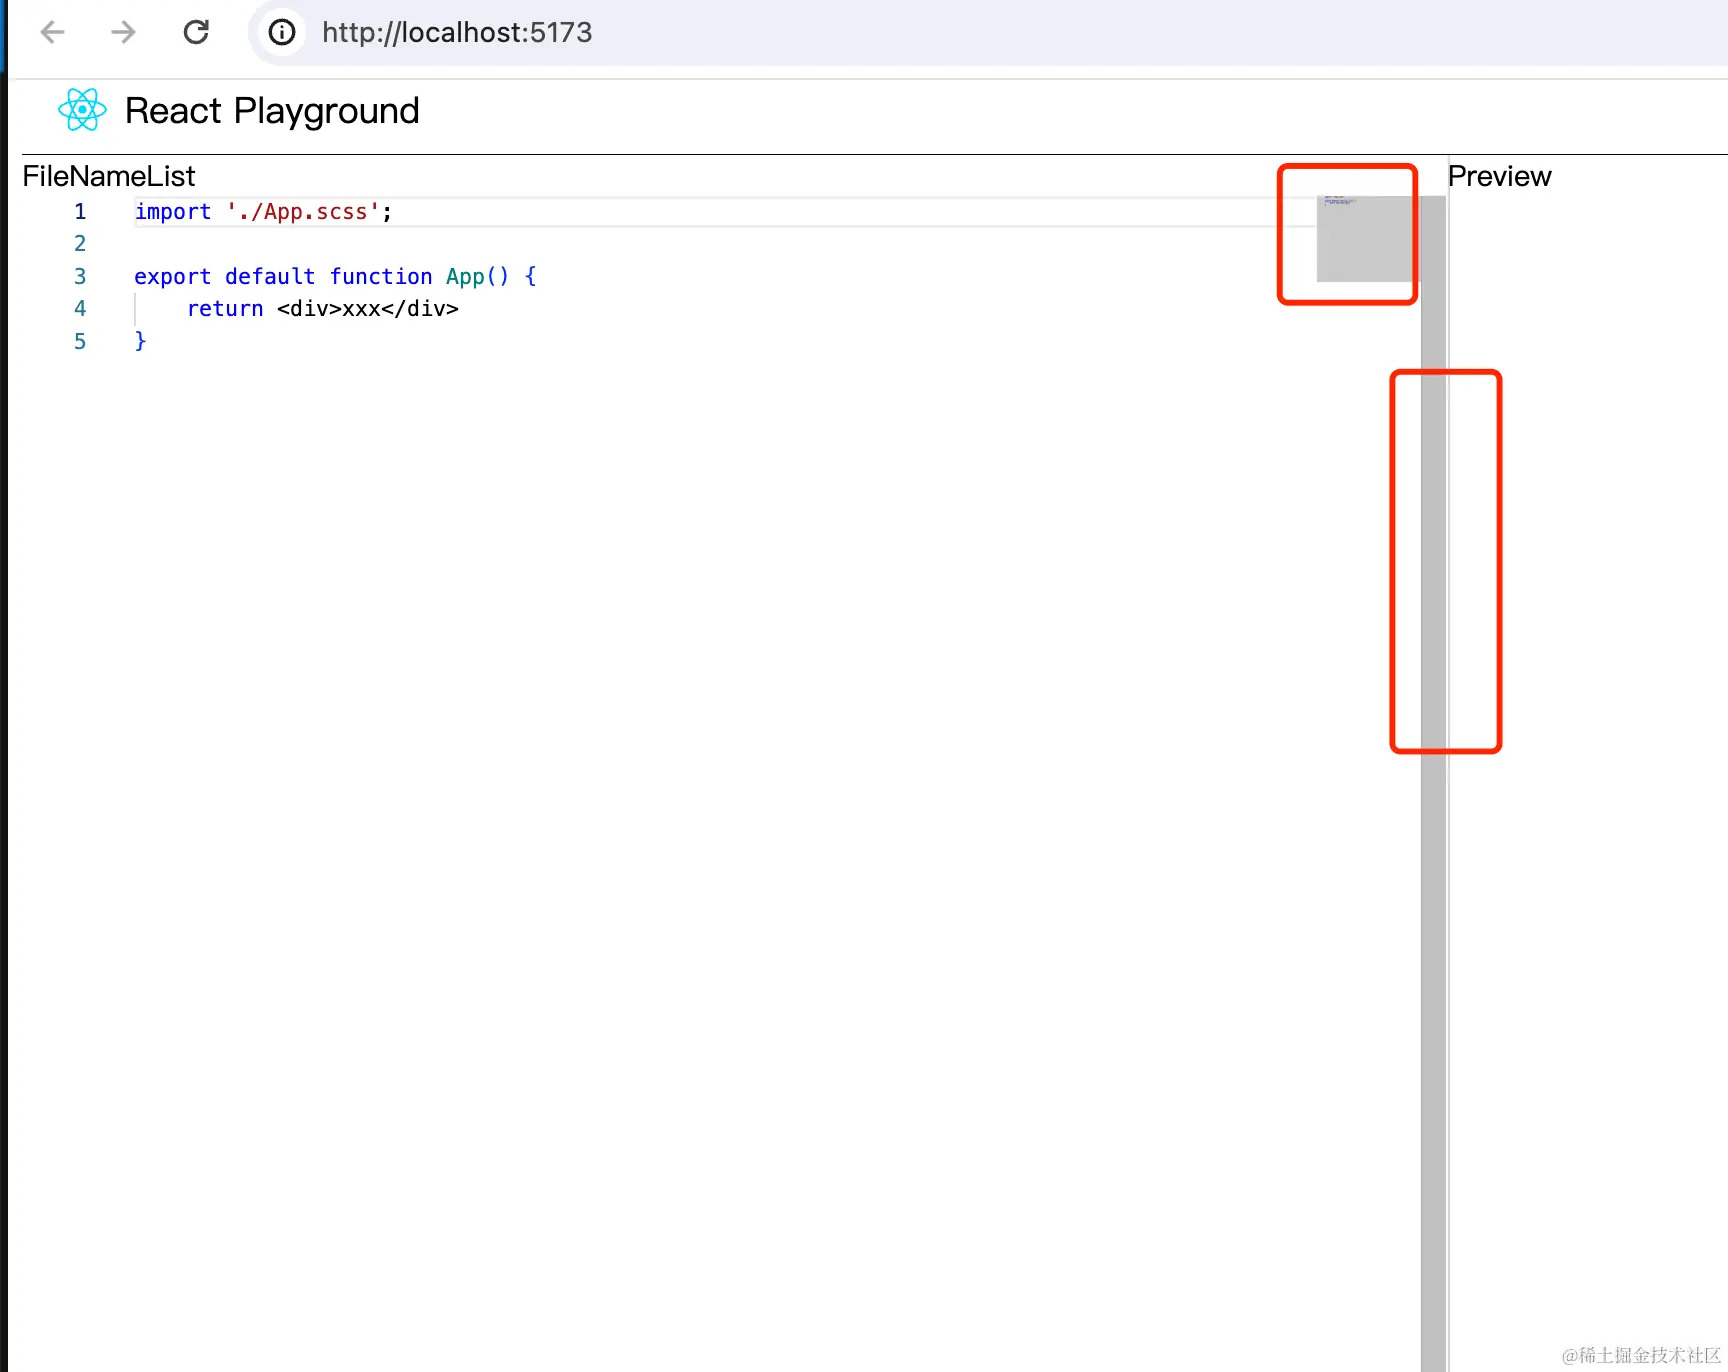 http://localhost:5173
React Playground
FileNameList
Preview
1 import './App.scss';
2
3 export default function App() {
4     return <div>xxx</div>
5 }
@稀土掘金技术社区